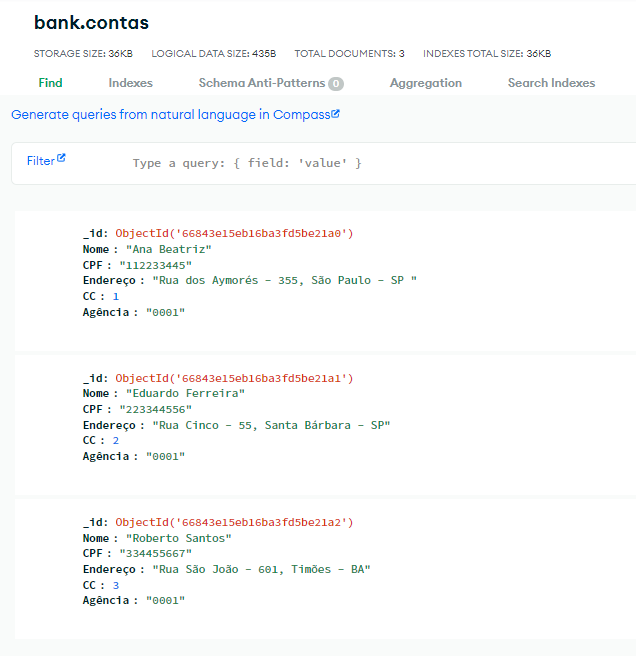 bank.contas
STORAGE SIZE: 36KB LOGICAL DATA SIZE: 435B TOTAL DOCUMENTS: 3 INDEXES TOTAL SIZE: 36KB
Find Indexes Schema Anti-Patterns 0 Aggregation Search Indexes
Generate queries from natural language in Compass
Filter Type a query: { field: 'value' }
_id: ObjectId('66843e15eb16ba3fd5be21a0')
Nome : "Ana Beatriz"
CPF : "112233445"
Endereço : "Rua dos Aymorés - 355, São Paulo - SP "
CC : 1
Agência : "0001"
_id: ObjectId('66843e15eb16ba3fd5be21a1')
Nome : "Eduardo Ferreira"
CPF : "223344556"
Endereço : "Rua Cinco - 55, Santa Bárbara - SP"
CC : 2
Agência : "0001"
_id: ObjectId('66843e15eb16ba3fd5be21a2')
Nome : "Roberto Santos"
CPF : "334455667"
Endereço : "Rua São João - 601, Timões - BA"
CC : 3
Agência : "0001"